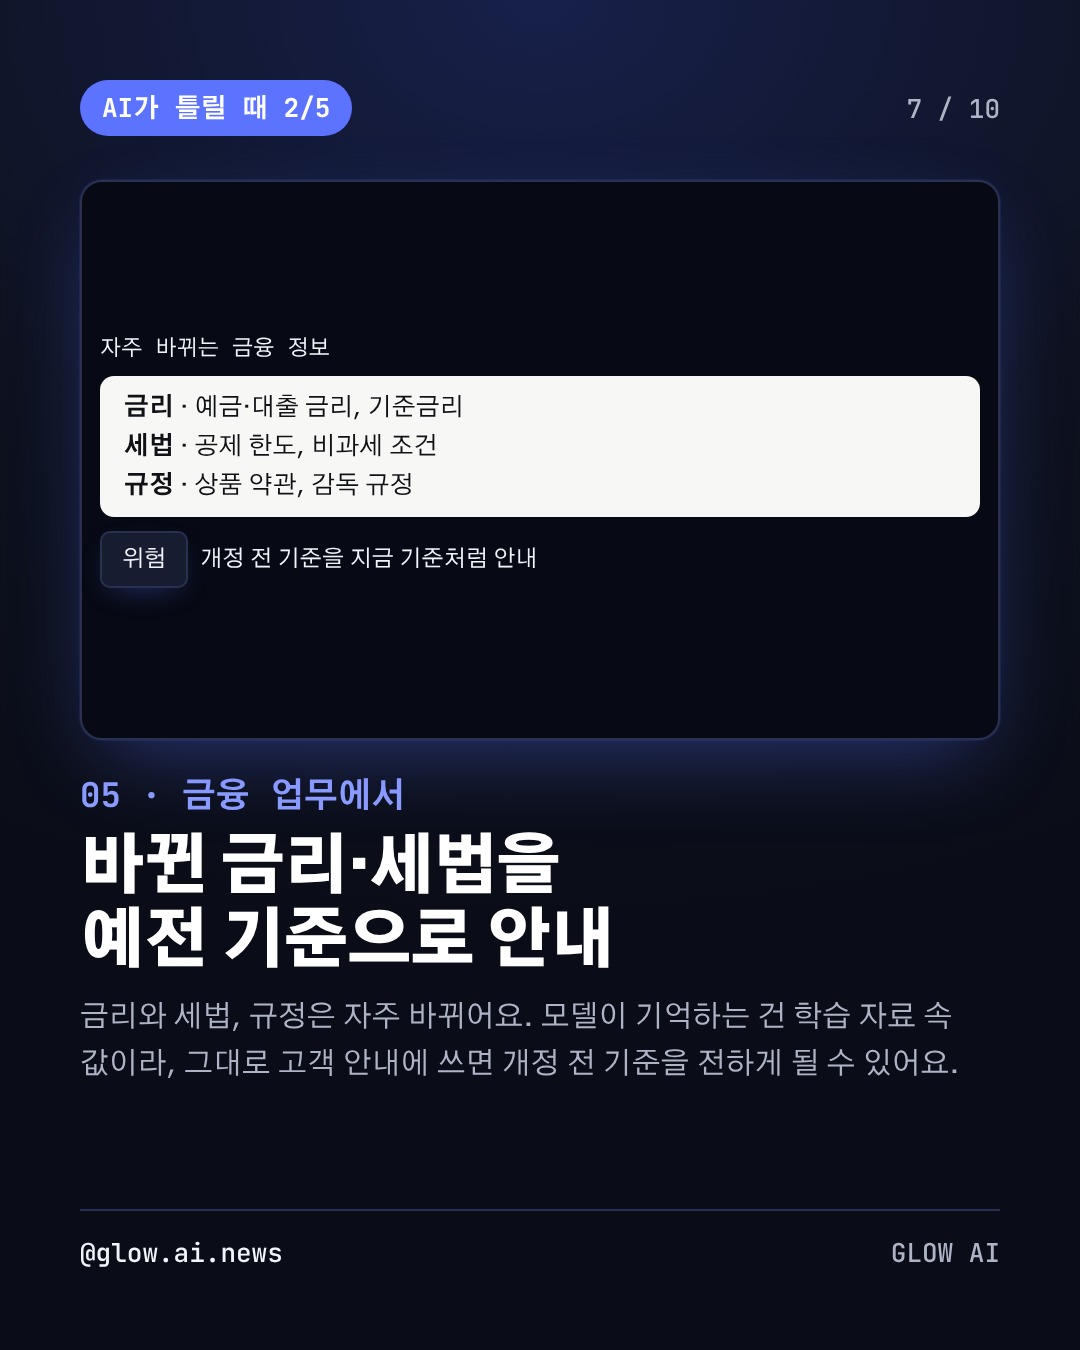 AI가 틀릴 때 2/5
7 / 10
자주 바뀌는 금융 정보
금리 · 예금·대출 금리, 기준금리
세법 · 공제 한도, 비과세 조건
규정 · 상품 약관, 감독 규정
위험 개정 전 기준을 지금 기준처럼 안내
05 · 금융 업무에서
바뀐 금리·세법을
예전 기준으로 안내
금리와 세법, 규정은 자주 바뀌어요. 모델이 기억하는 건 학습 자료 속
값이라, 그대로 고객 안내에 쓰면 개정 전 기준을 전하게 될 수 있어요.
@glow.ai.news
GLOW AI